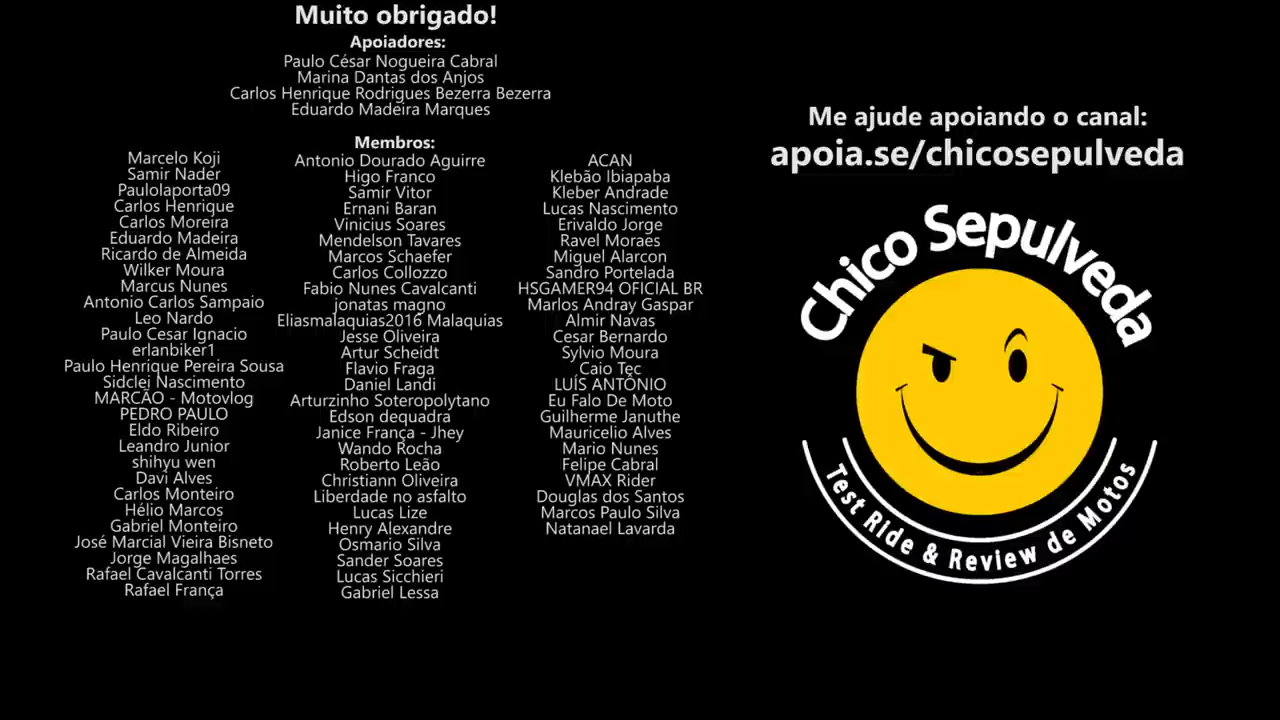 Muito obrigado!
Apoiadores:
Paulo César Nogueira Cabral
Marina Dantas dos Anjos
Carlos Henrique Rodrigues Bezerra Bezerra
Eduardo Madeira Marques
Membros:
Marcelo Koji
Samir Nader
Paulolaporta09
Carlos Henrique
Carlos Moreira
Eduardo Madeira
Ricardo de Almeida
Wilker Moura
Marcus Nunes
Antonio Carlos Sampaio
Leo Nardo
Paulo Cesar Ignacio
erlanbiker1
Paulo Henrique Pereira Sousa
Sidclei Nascimento
MARCÃO - Motovlog
PEDRO PAULO
Eldo Ribeiro
Leandro Junior
shihyu wen
Davi Alves
Carlos Monteiro
Hélio Marcos
Gabriel Monteiro
José Marcial Vieira Bisneto
Jorge Magalhaes
Rafael Cavalcanti Torres
Rafael França
Antonio Dourado Aguirre
Higo Franco
Samir Vitor
Ernani Baran
Vinicius Soares
Mendelson Tavares
Marcos Schaefer
Carlos Collozzo
Fabio Nunes Cavalcanti
jonatas magno
Eliasmalaquias2016 Malaquias
Jesse Oliveira
Artur Scheidt
Flavio Fraga
Daniel Landi
Arturzinho Soteropolytano
Edson dequadra
Janice França - Jhey
Wando Rocha
Roberto Leão
Christiann Oliveira
Liberdade no asfalto
Lucas Lize
Henry Alexandre
Osmario Silva
Sander Soares
Lucas Sicchieri
Gabriel Lessa
ACAN
Klebão Ibiapaba
Kleber Andrade
Lucas Nascimento
Erivaldo Jorge
Ravel Moraes
Miguel Alarcon
Sandro Portelada
HSGAMER94 OFICIAL BR
Marlos Andray Gaspar
Almir Navas
Cesar Bernardo
Sylvio Moura
Caio Tec
LUÍS ANTÔNIO
Eu Falo De Moto
Guilherme Januthe
Mauricelio Alves
Mario Nunes
Felipe Cabral
VMAX Rider
Douglas dos Santos
Marcos Paulo Silva
Natanael Lavarda
Me ajude apoiando o canal:
apoia.se/chicosepulveda
Chico Sepulveda
Test Ride & Review de Motos